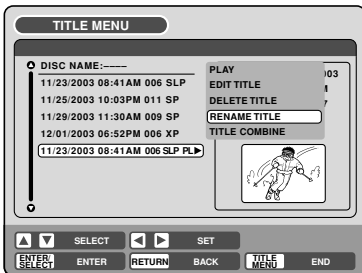 TITLE MENU
DISC NAME:----
11/23/2003 08:41AM 006 SLP
11/25/2003 10:03PM 011 SP
11/29/2003 11:30AM 009 SP
12/01/2003 06:52PM 006 XP
11/23/2003 08:41AM 006 SLP PL
PLAY
EDIT TITLE
DELETE TITLE
RENAME TITLE
TITLE COMBINE
003
SELECT SET
ENTER/SELECT ENTER RETURN BACK TITLE MENU END